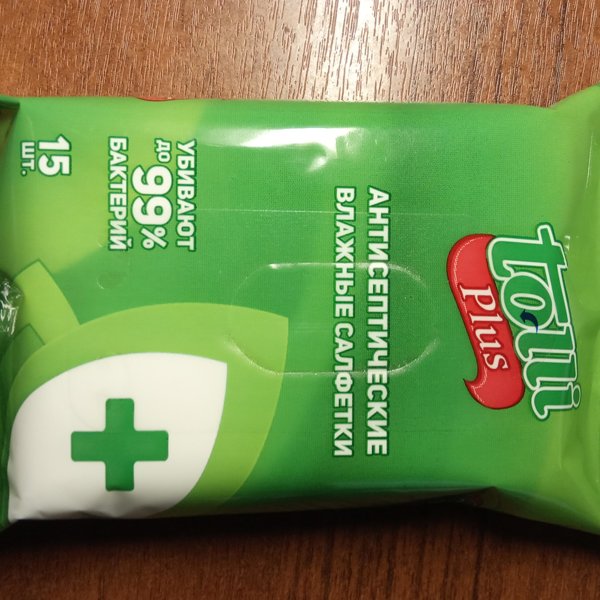 tolli
Plus
АНТИСЕПТИЧЕСКИЕ
ВЛАЖНЫЕ САЛФЕТКИ
УБИВАЮТ
ДО 99%
БАКТЕРИЙ
15
ШТ.